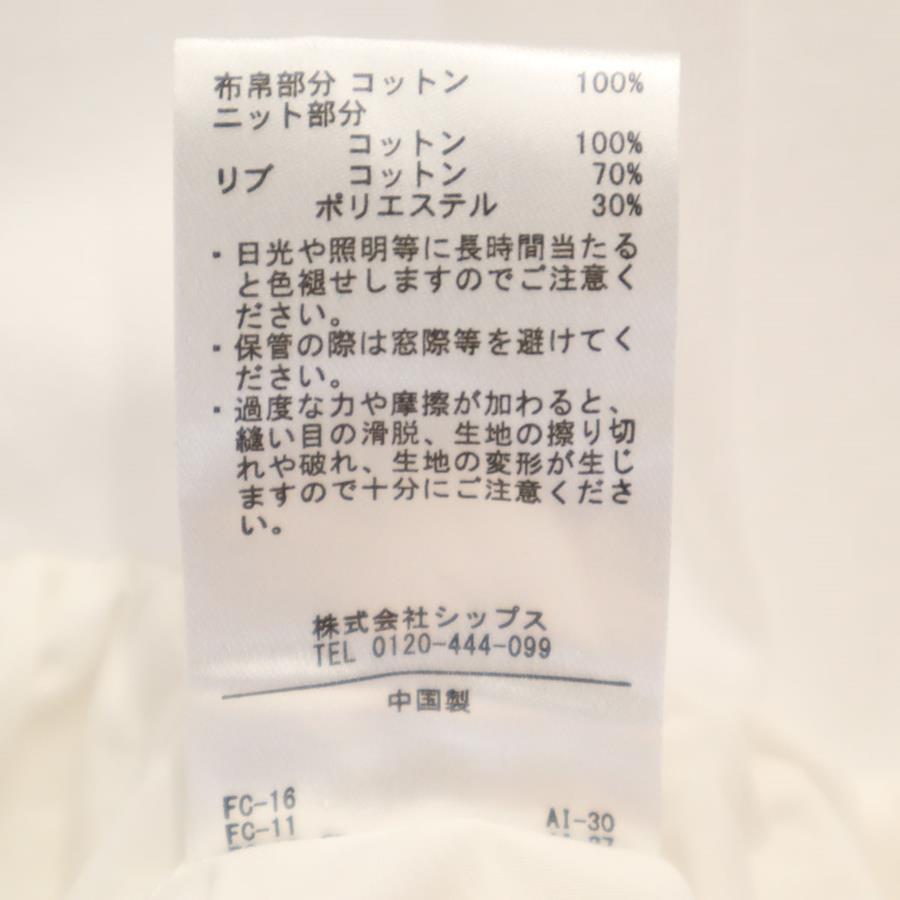 布帛部分 コットン 100%
ニット部分
コットン 100%
リブ コットン 70%
ポリエステル 30%
・日光や照明等に長時間当たる
と色褪せしますのでご注意く
ださい。
・保管の際は窓際等を避けてく
ださい。
・過度な力や摩擦が加わると、
縫い目の滑脱、生地の擦り切
れや破れ、生地の変形が生じ
ますので十分にご注意くださ
い。
株式会社シップス
TEL 0120-444-099
中国製
FC-16
FC-11 AI-30